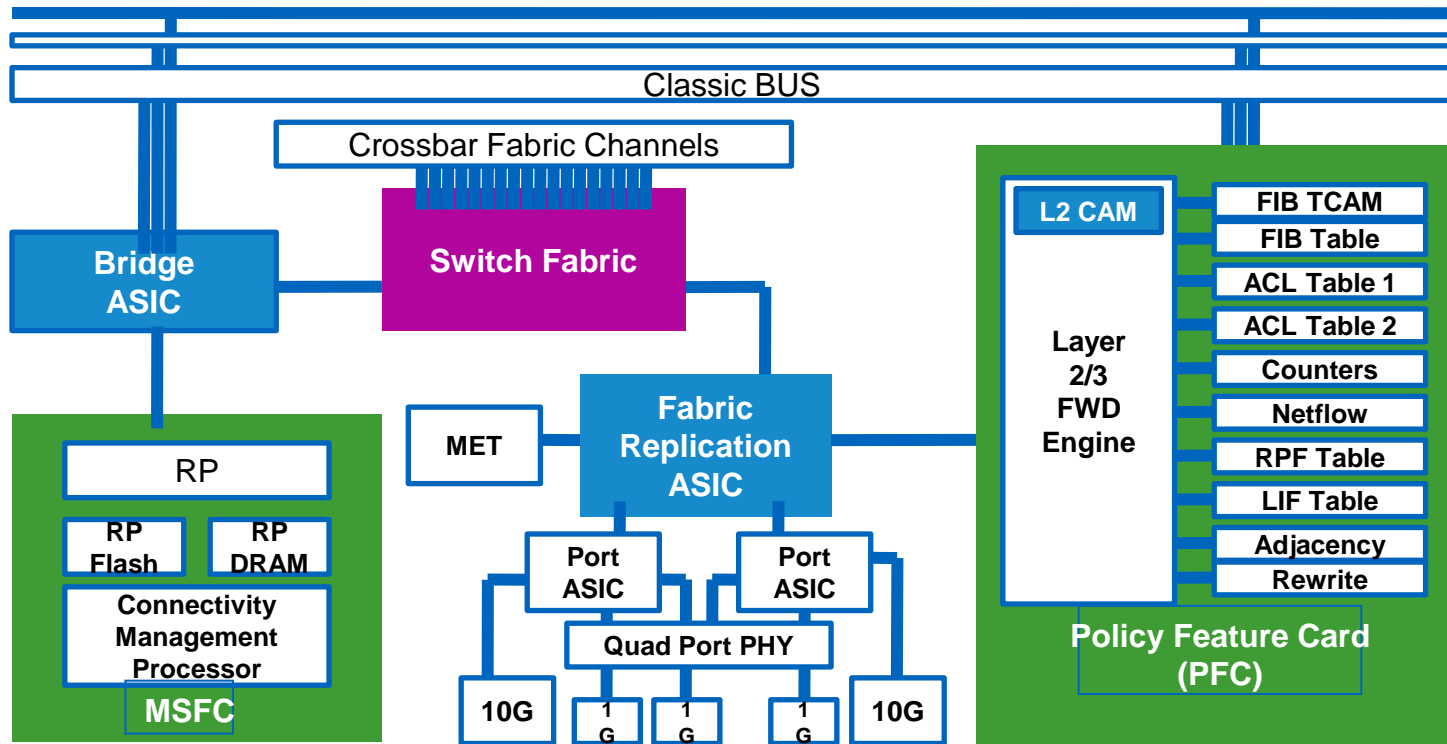 Classic BUS
Crossbar Fabric Channels
L2 CAM
FIB TCAM
FIB Table
Bridge
ASIC
Switch Fabric
ACL Table 1
ACL Table 2
Layer
2/3
FWD
Engine
Counters
Netflow
RPF Table
LIF Table
Adjacency
Rewrite
MET
Fabric
Replication
ASIC
RP
RP
Flash
RP
DRAM
Connectivity
Management
Processor
MSFC
Port
ASIC
Port
ASIC
Quad Port PHY
10G
1
G
1
G
1
G
10G
Policy Feature Card
(PFC)